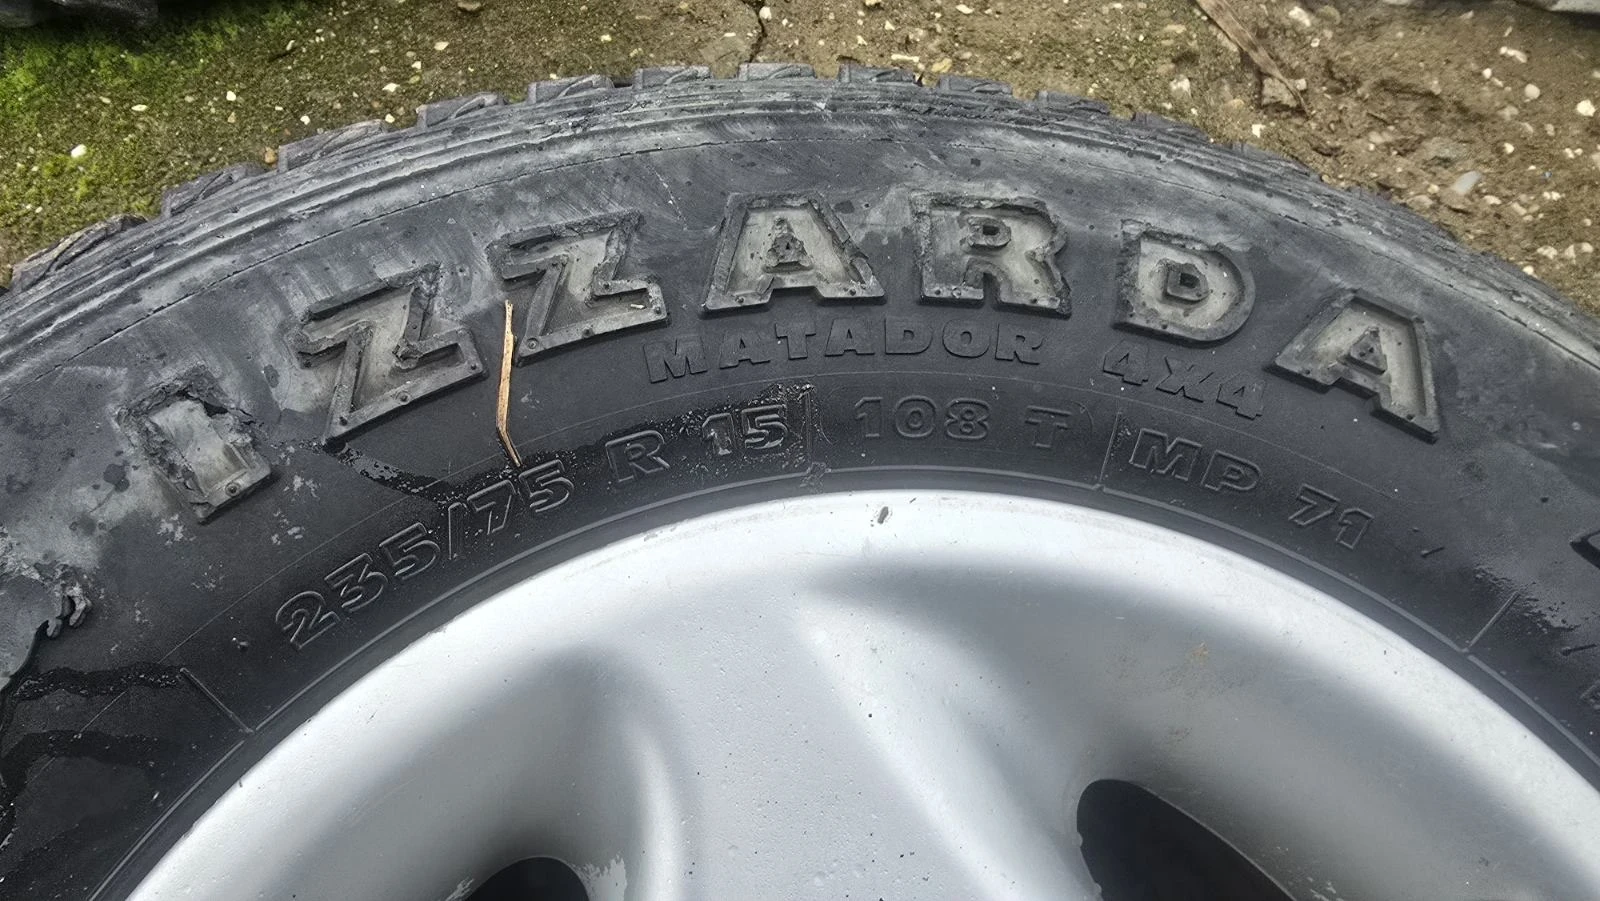 IZZARDA
MATADOR 4X4
235/75 R 15 108 T MP 71